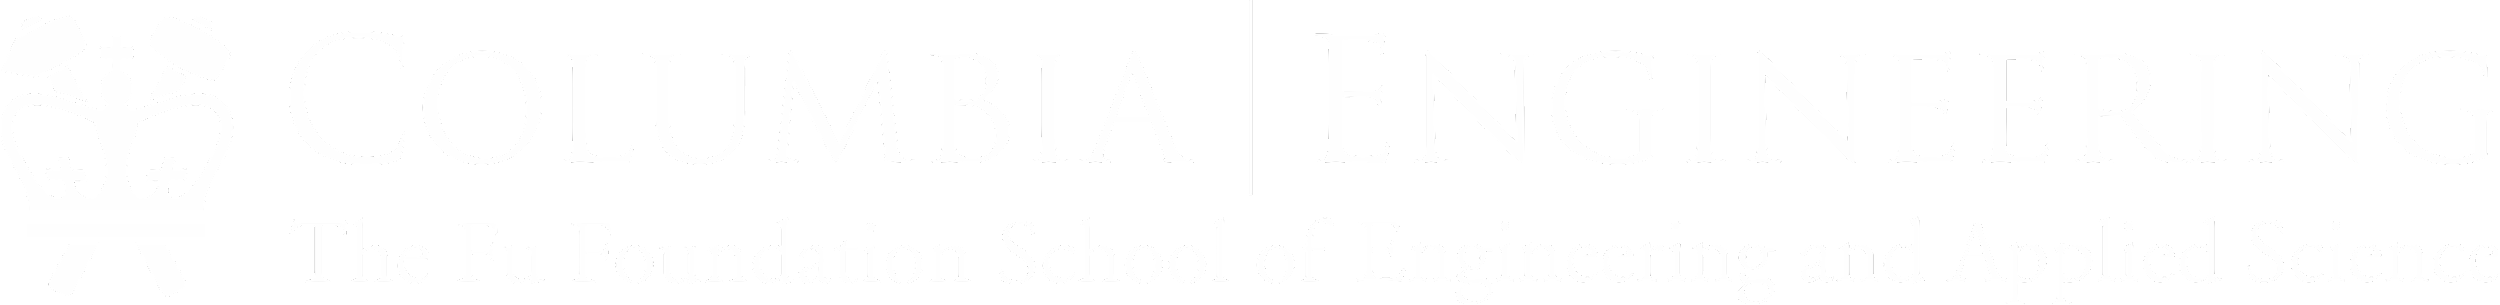 COLUMBIA | ENGINEERING
The Fu Foundation School of Engineering and Applied Science